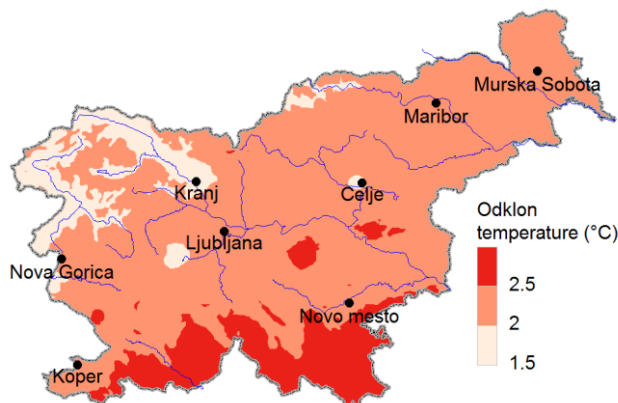 Murska Sobota
Maribor
Kranj
Celje
Ljubljana
Nova Gorica
Novo mesto
Koper
Odklon
temperature (°C)
2.5
2
1.5